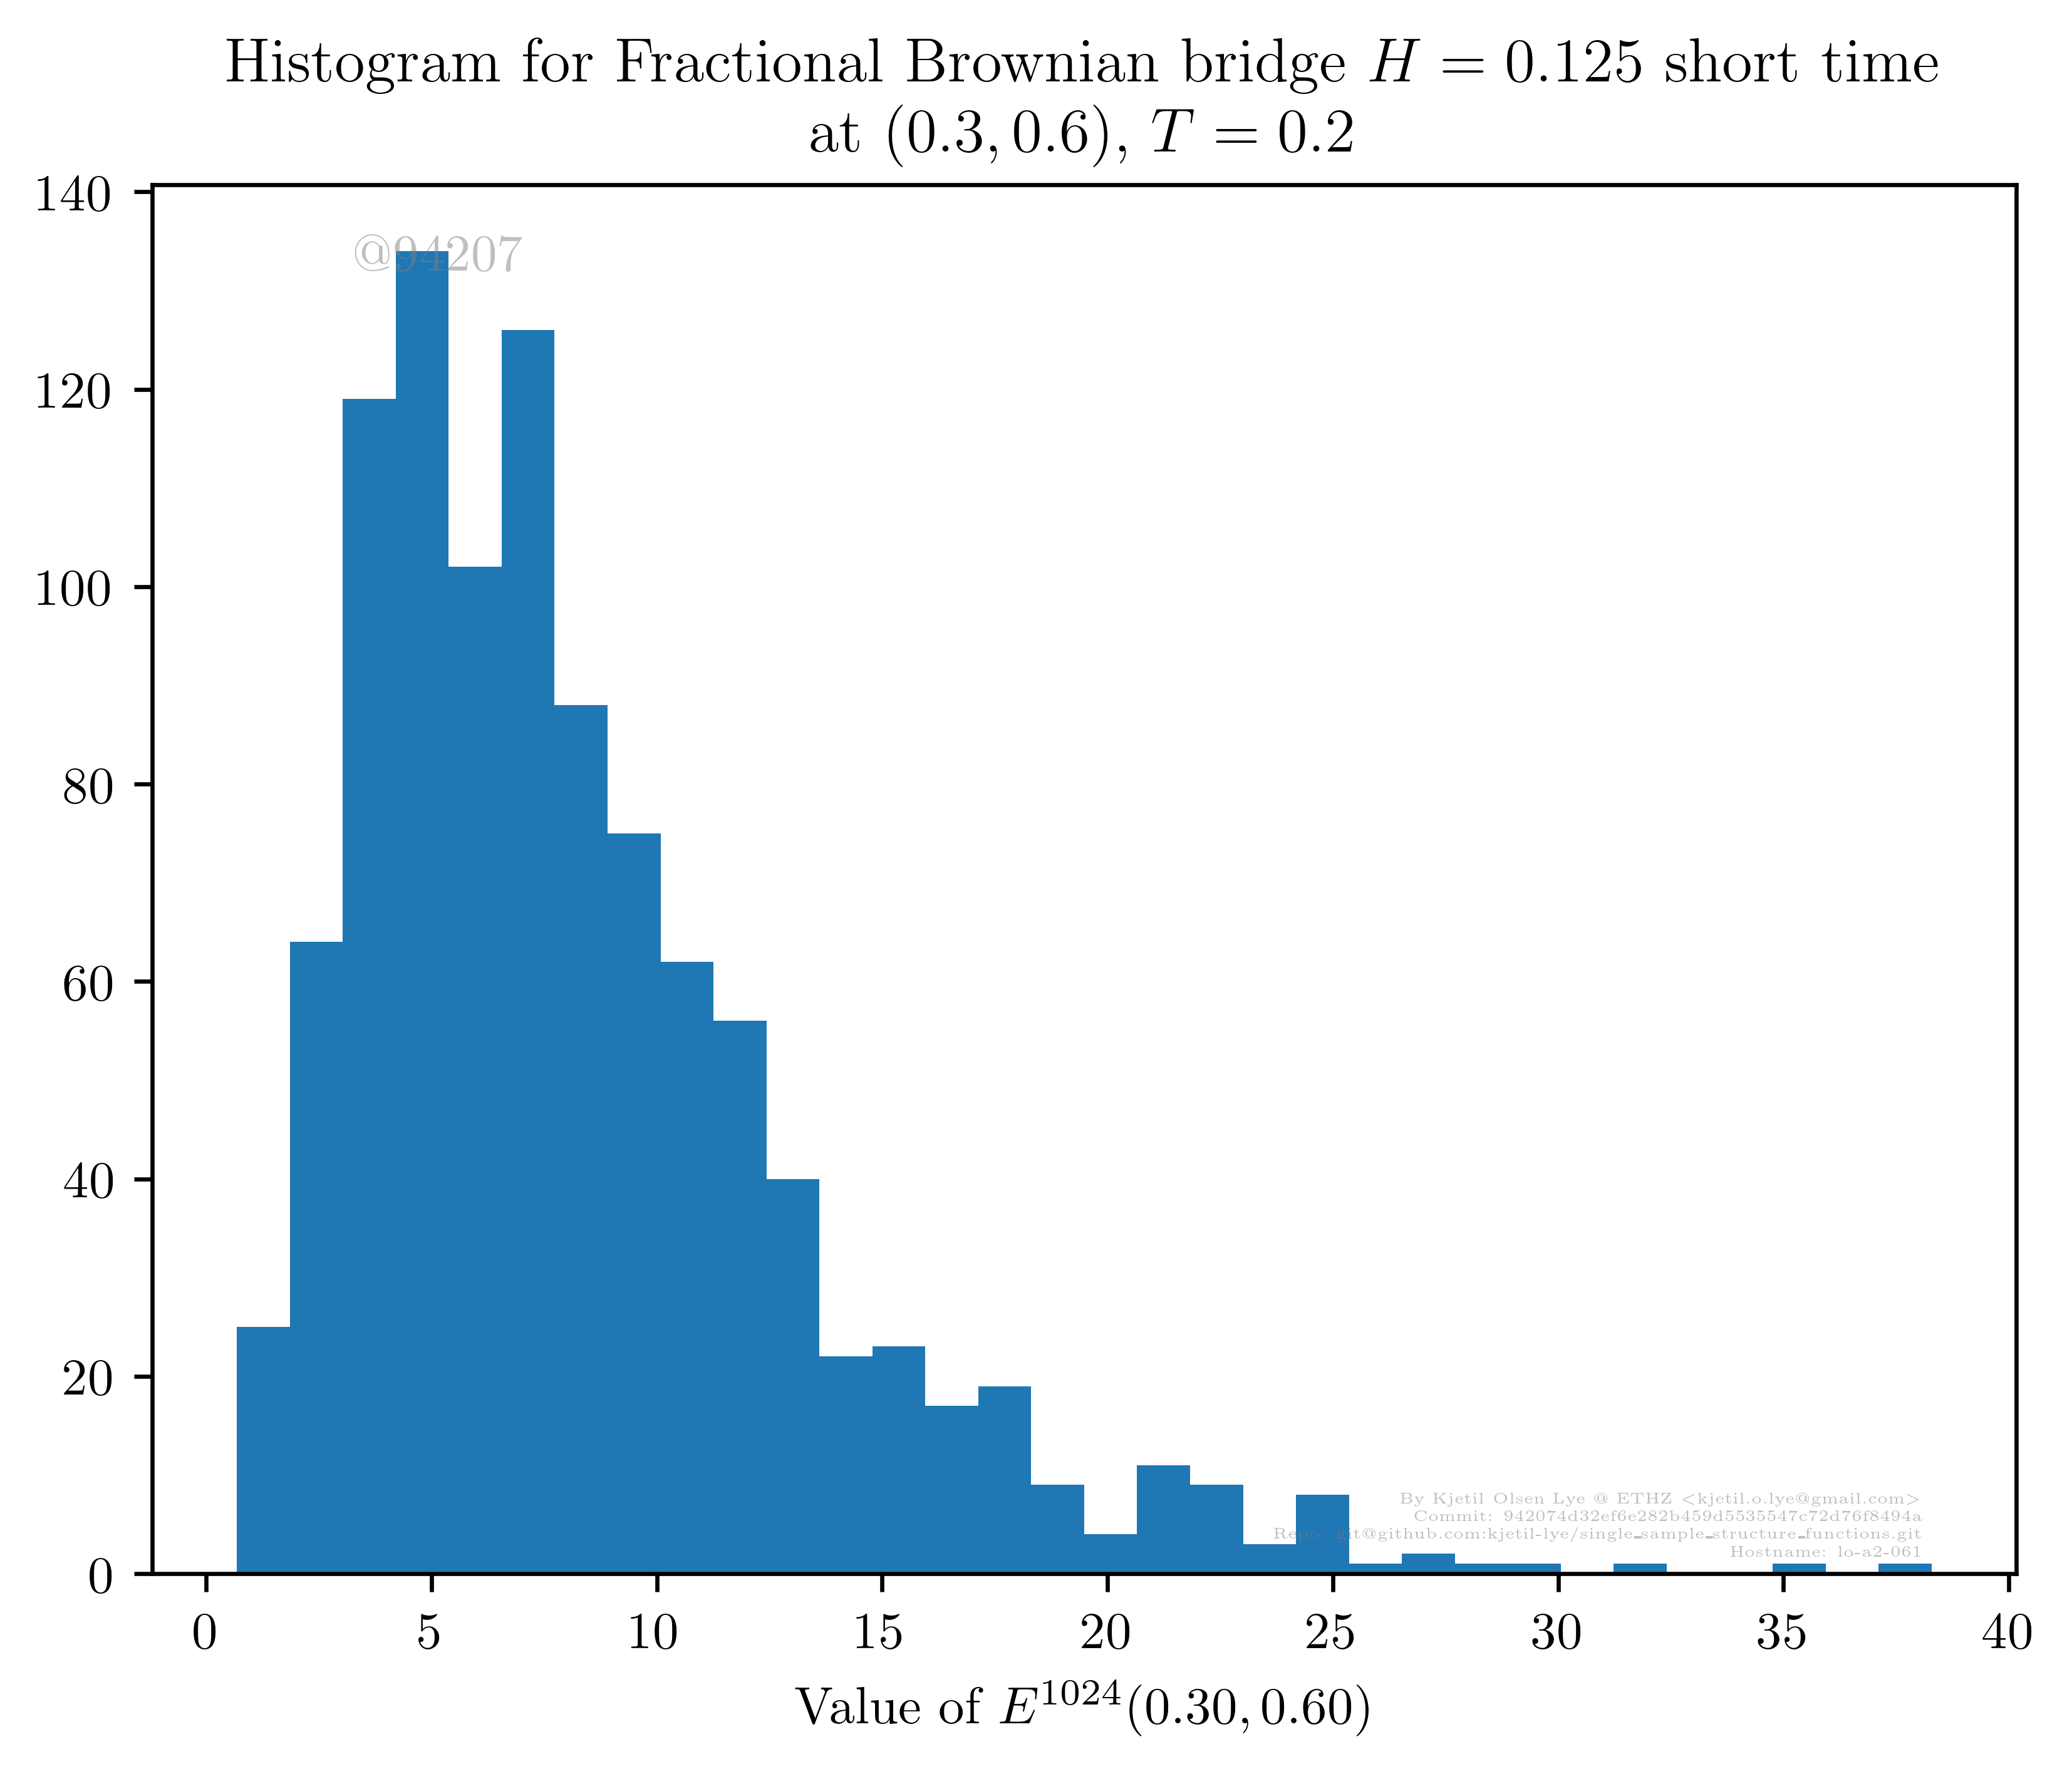 Histogram for Fractional Brownian bridge H = 0.125 short time
at (0.3, 0.6), T = 0.2
140
@94207
120
100
80
60
40
20
0
By Kjetil Olsen Lye @ ETHZ <kjetil.o.lye@gmail.com>
Commit: 942074d32ef6e282b459d5535547c72d76f8494a
Repo: git@github.com:kjetil-lye/single_sample_structure_functions.git
Hostname: lo-a2-061
0 5 10 15 20 25 30 35 40
Value of E^1024(0.30, 0.60)